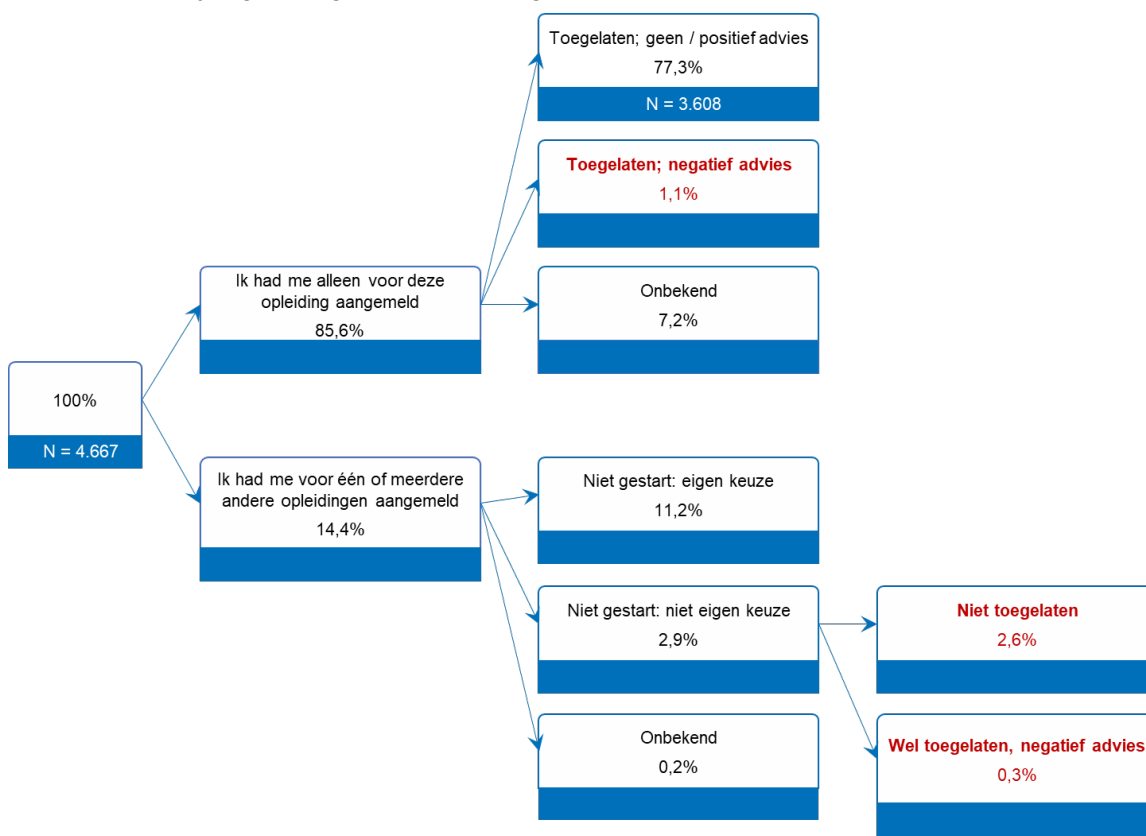 Toegelaten; geen / positief advies
77,3%
N = 3.608
Toegelaten; negatief advies
1,1%
Ik had me alleen voor deze
opleiding aangemeld
85,6%
Onbekend
7,2%
100%
N = 4.667
Ik had me voor één of meerdere
andere opleidingen aangemeld
14,4%
Niet gestart: eigen keuze
11,2%
Niet gestart: niet eigen keuze
2,9%
Niet toegelaten
2,6%
Onbekend
0,2%
Wel toegelaten, negatief advies
0,3%